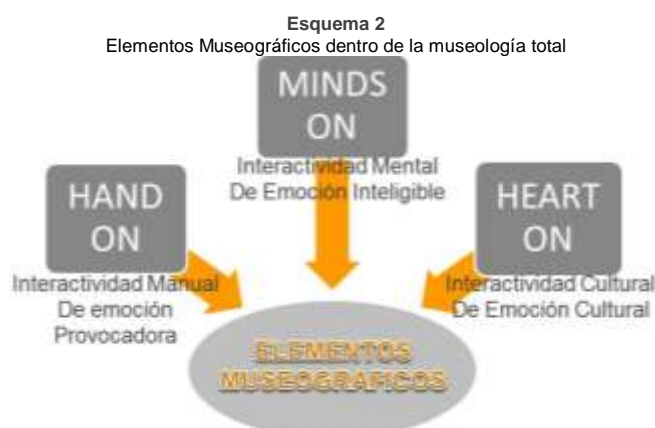 Esquema 2
Elementos Museográficos dentro de la museología total
MINDS
ON
Interactividad Mental
De Emoción Inteligible
HAND
ON
Interactividad Manual
De emoción
Provocadora
HEART
ON
Interactividad Cultural
De Emoción Cultural
ELEMENTOS
MUSEOGRAFICOS